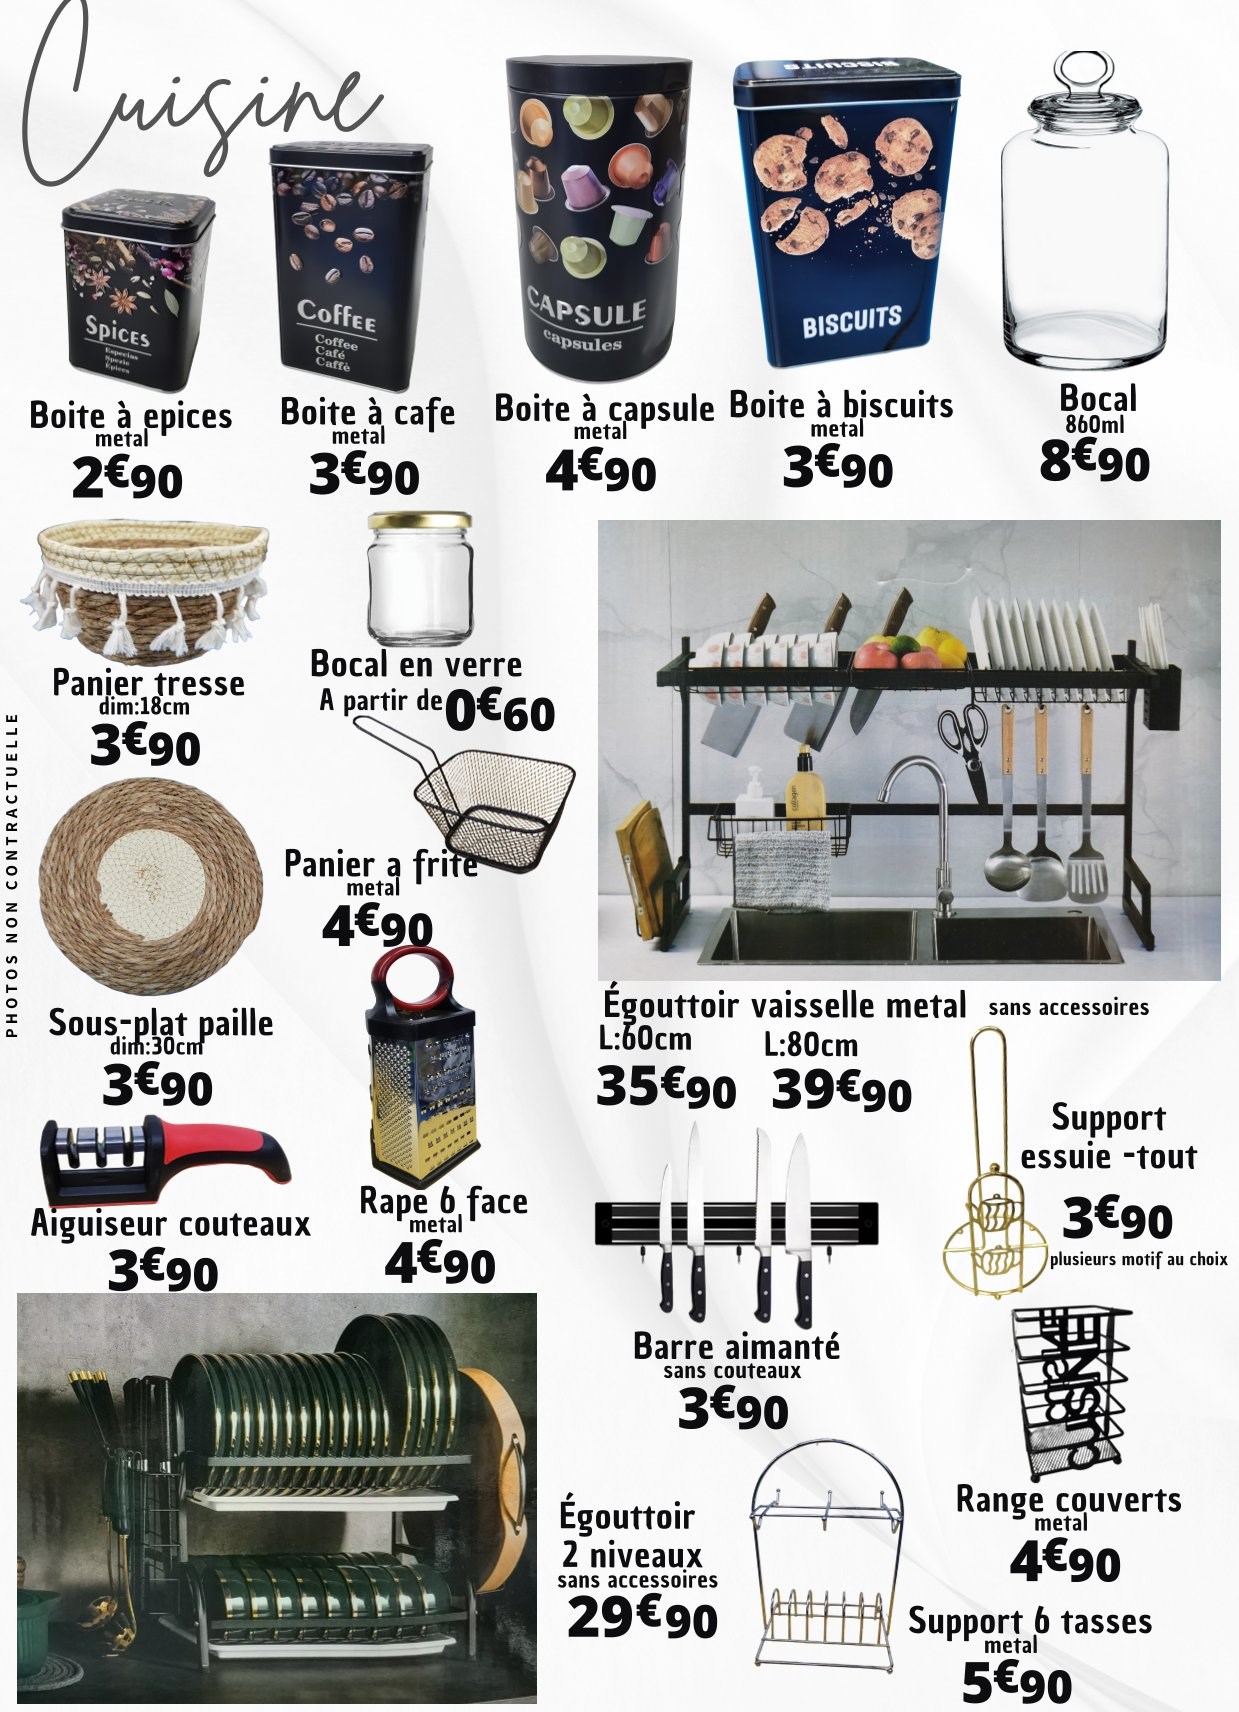 Cuisine
Spices
Especias
Spezie
Épices
Coffee
Coffee
Café
Caffè
CAPSULE
capsules
BISCUITS
BISCUITS
Boite à epices
metal
2€90
Boite à cafe
metal
3€90
Boite à capsule
metal
4€90
Boite à biscuits
metal
3€90
Bocal
860ml
8€90
Panier tresse
dim:18cm
3€90
Bocal en verre
A partir de 0€60
PHOTOS NON CONTRACTUELLE
Panier a frite
metal
4€90
Sous-plat paille
dim:30cm
3€90
Égouttoir vaisselle metal sans accessoires
L:60cm L:80cm
35€90 39€90
Aiguiseur couteaux
3€90
Rape 6 face
metal
4€90
Support
essuie -tout
3€90
plusieurs motif au choix
Barre aimanté
sans couteaux
3€90
CUISINE
Range couverts
metal
4€90
Égouttoir
2 niveaux
sans accessoires
29€90
Support 6 tasses
metal
5€90